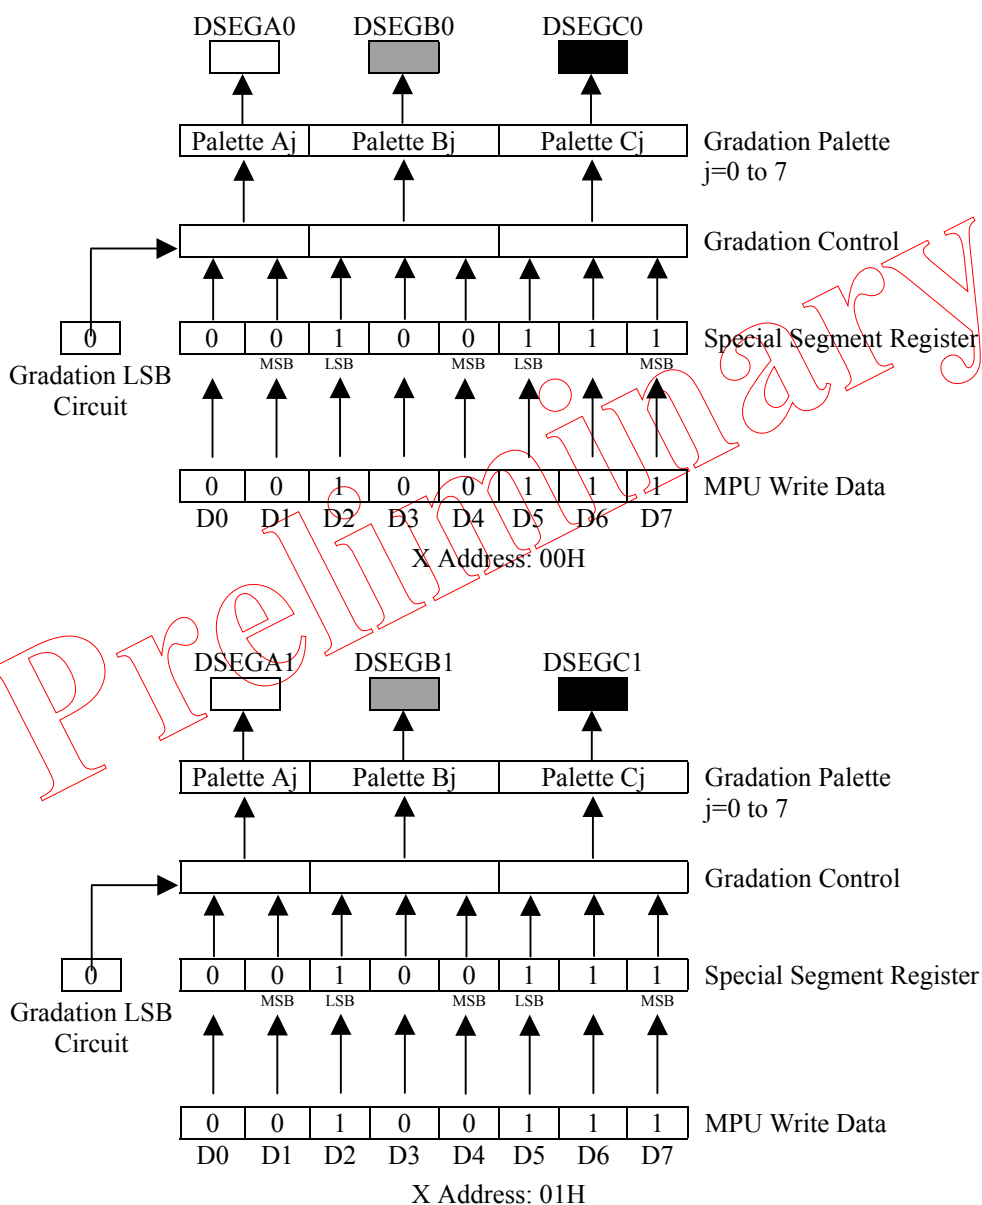 DSEGA0 DSEGB0 DSEGC0
Palette Aj Palette Bj Palette Cj Gradation Palette
j=0 to 7
Gradation Control
0 0 0 1 0 0 1 1 1 Special Segment Register
MSB LSB MSB LSB MSB
Gradation LSB
Circuit
0 0 1 0 0 1 1 1 MPU Write Data
D0 D1 D2 D3 D4 D5 D6 D7
X Address: 00H
Preliminary
DSEGA1 DSEGB1 DSEGC1
Palette Aj Palette Bj Palette Cj Gradation Palette
j=0 to 7
Gradation Control
0 0 0 1 0 0 1 1 1 Special Segment Register
MSB LSB MSB LSB MSB
Gradation LSB
Circuit
0 0 1 0 0 1 1 1 MPU Write Data
D0 D1 D2 D3 D4 D5 D6 D7
X Address: 01H